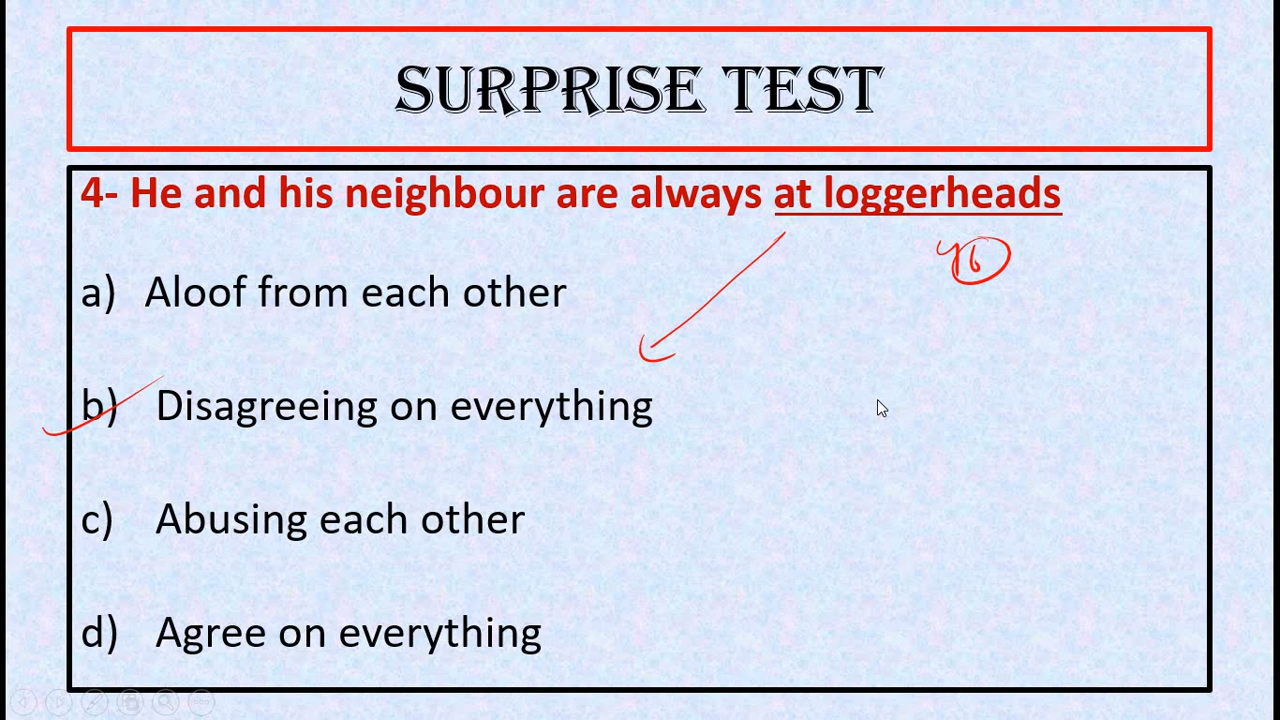 SURPRISE TEST
4- He and his neighbour are always at loggerheads
a) Aloof from each other
b) Disagreeing on everything
c) Abusing each other
d) Agree on everything